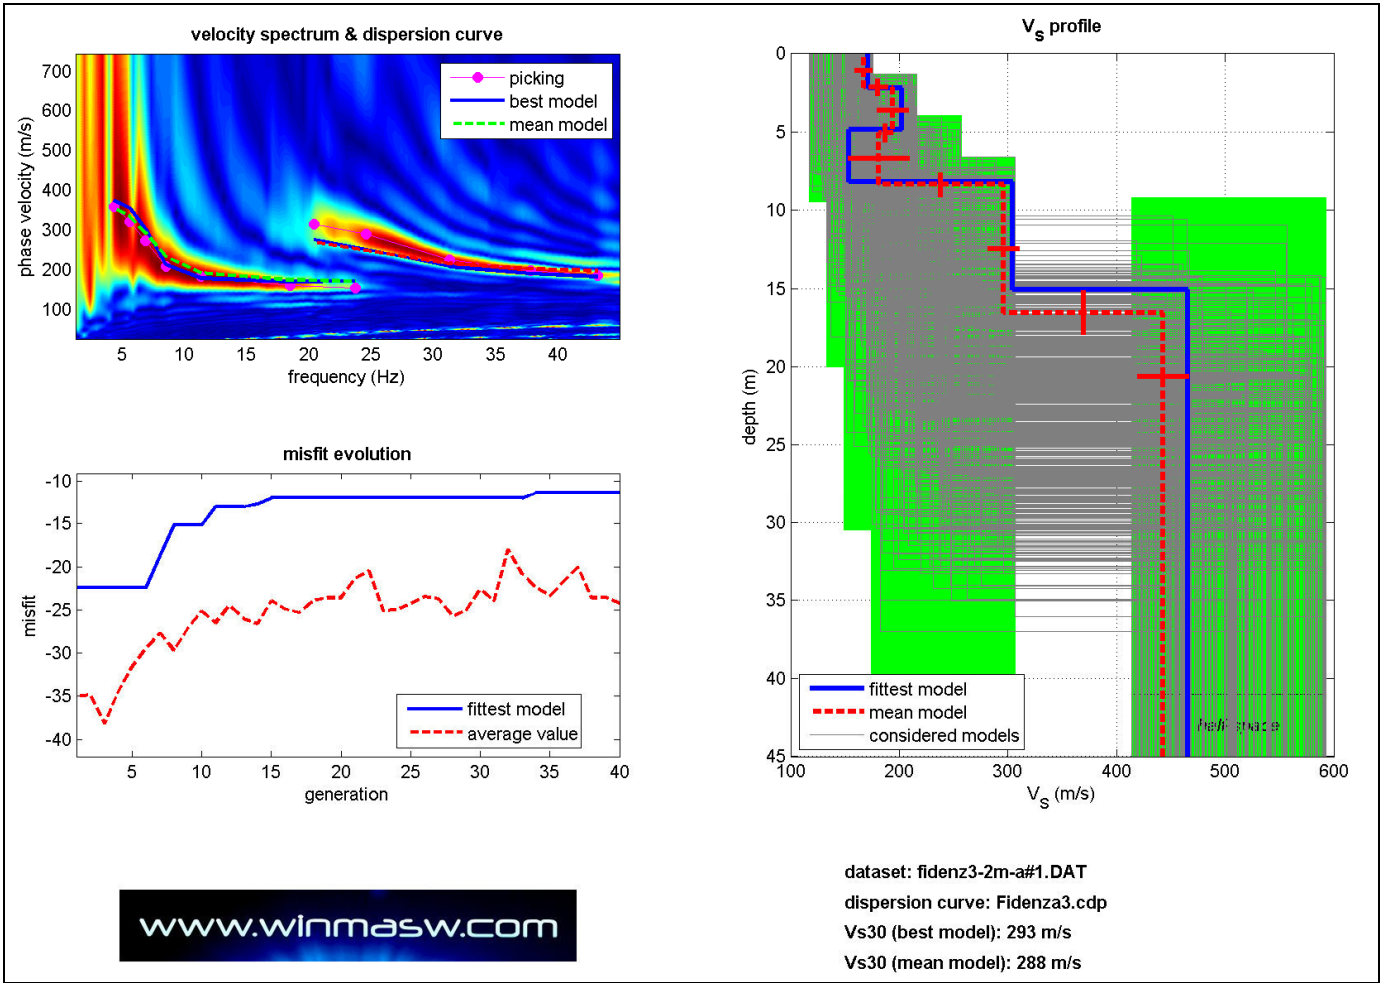 velocity spectrum & dispersion curve
700
600
500
400
300
200
100
phase velocity (m/s)
picking
best model
mean model
5 10 15 20 25 30 35 40
frequency (Hz)
misfit evolution
-10
-15
-20
-25
-30
-35
-40
misfit
fittest model
average value
5 10 15 20 25 30 35 40
generation
www.winmasw.com
VS profile
0
5
10
15
20
25
30
35
40
45
depth (m)
fittest model
mean model
considered models
half-space
100 200 300 400 500 600
VS (m/s)
dataset: fidenz3-2m-a#1.DAT
dispersion curve: Fidenza3.cdp
Vs30 (best model): 293 m/s
Vs30 (mean model): 288 m/s